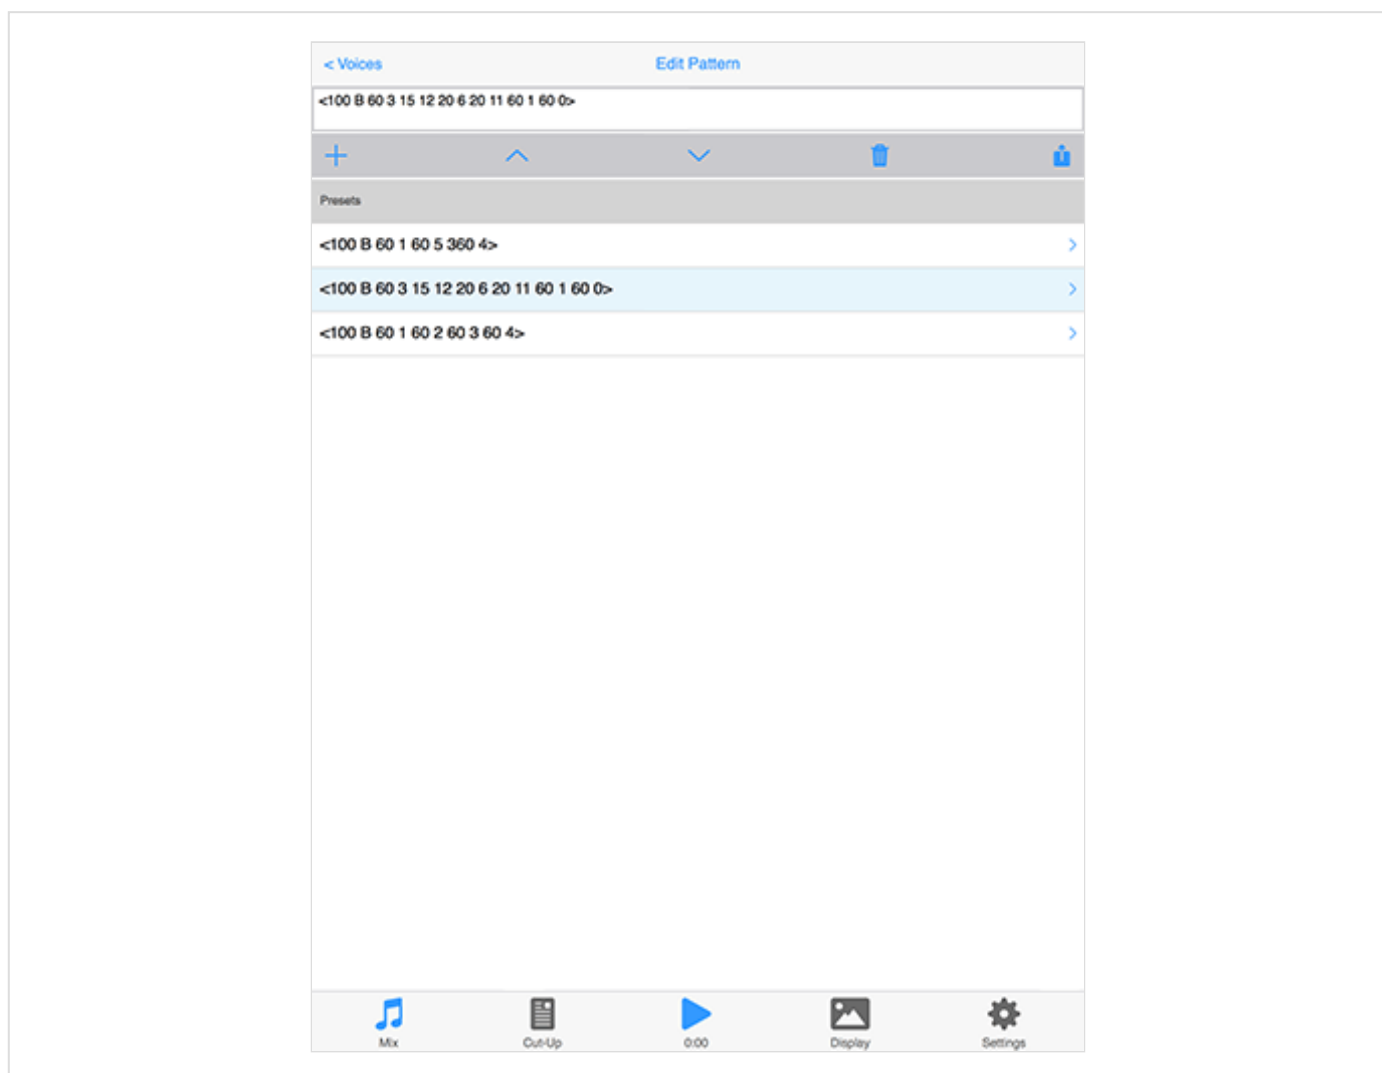 < Voices
Edit Pattern
<100 B 60 3 15 12 20 6 20 11 60 1 60 0>
Presets
<100 B 60 1 60 5 360 4>
<100 B 60 3 15 12 20 6 20 11 60 1 60 0>
<100 B 60 1 60 2 60 3 60 4>
Mix
Cut-Up
0:00
Display
Settings